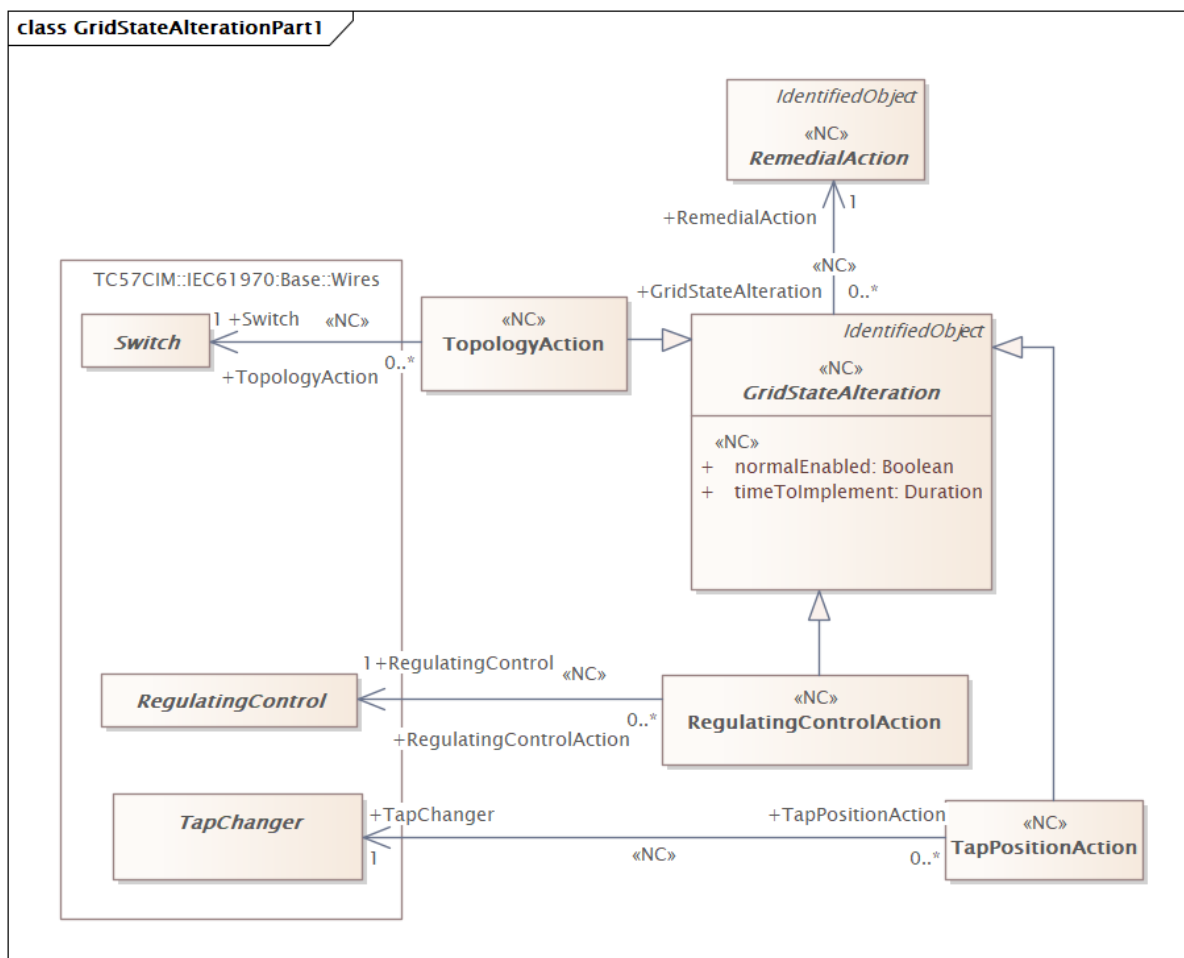 class GridStateAlterationPart1
IdentifiedObject
«NC»
RemedialAction
1
+RemedialAction
«NC»
+GridStateAlteration 0..*
TC57CIM::IEC61970:Base::Wires
Switch
1 +Switch «NC»
+TopologyAction 0..*
«NC»
TopologyAction
IdentifiedObject
«NC»
GridStateAlteration
«NC»
+ normalEnabled: Boolean
+ timeToImplement: Duration
RegulatingControl
1 +RegulatingControl «NC»
+RegulatingControlAction 0..*
«NC»
RegulatingControlAction
TapChanger
+TapChanger
1
«NC»
+TapPositionAction
0..*
«NC»
TapPositionAction